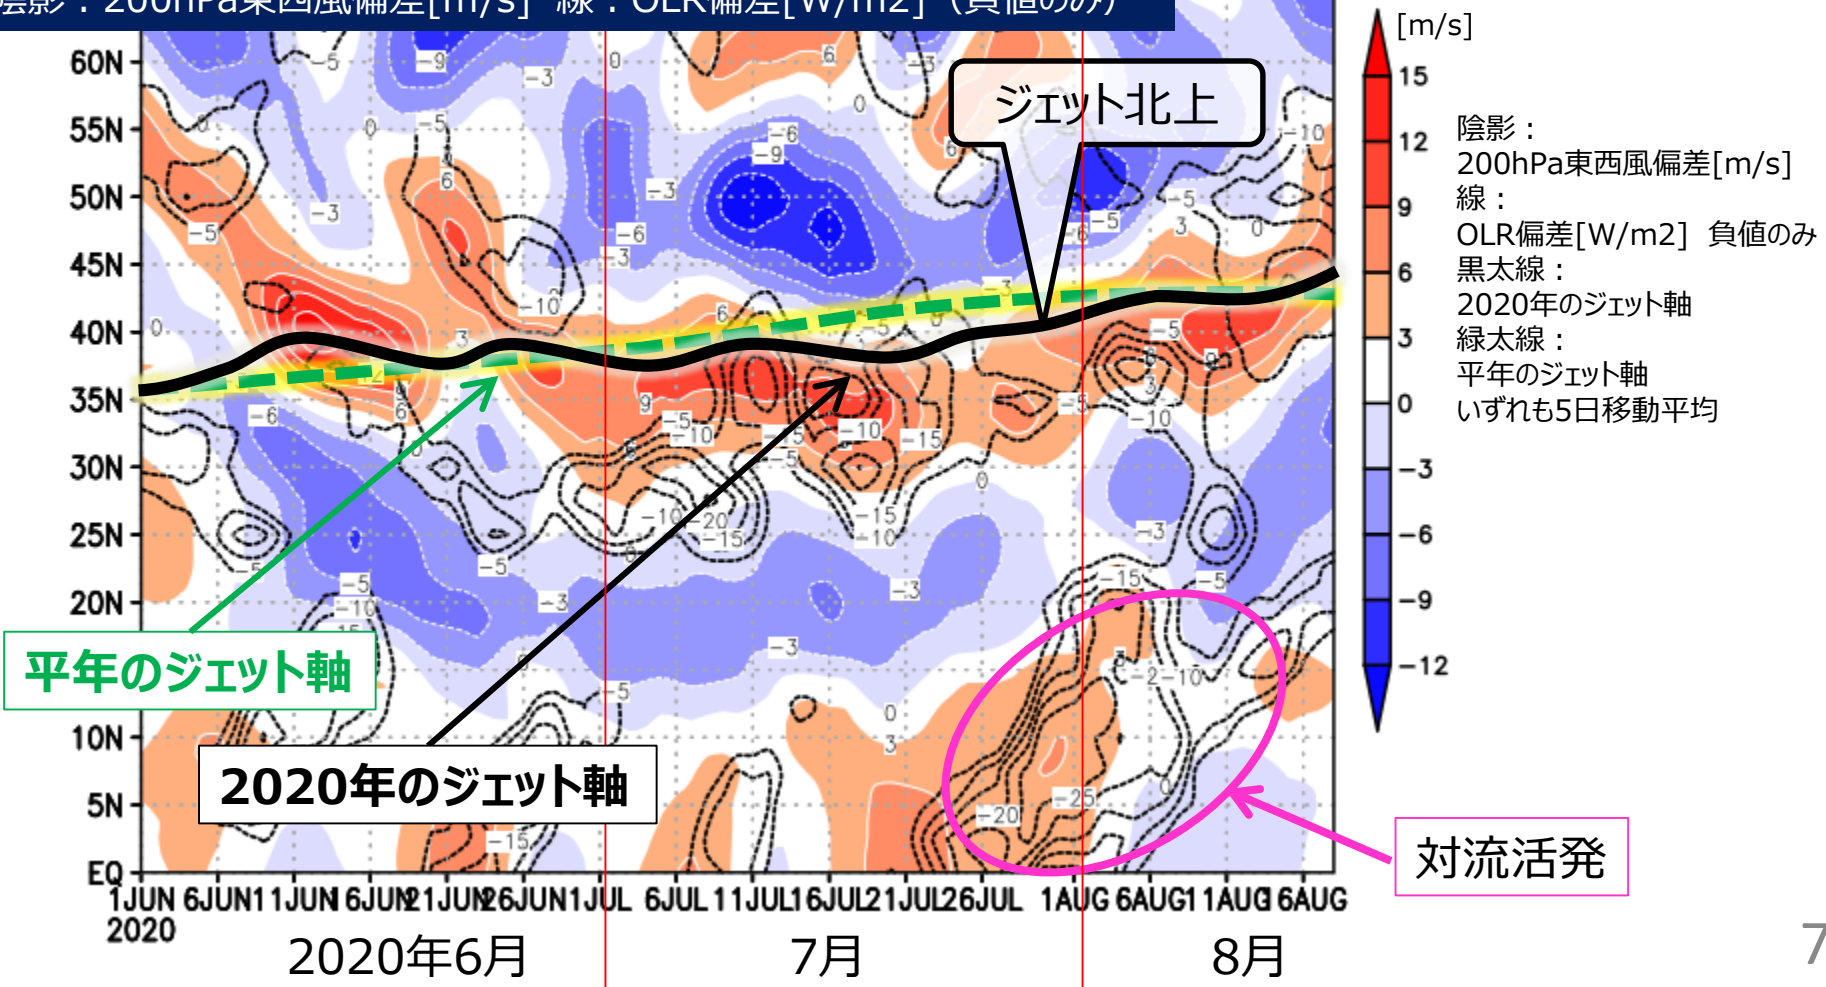 陰影：200hPa東西風偏差[m/s] 線：OLR偏差[W/m2]（負値のみ）
[m/s]
ジェット北上
60N
55N
50N
45N
40N
35N
30N
25N
20N
10N
5N
EQ
15
12
9
6
3
0
−3
−6
−9
−12
陰影：
200hPa東西風偏差[m/s]
線：
OLR偏差[W/m2] 負値のみ
黒太線：
2020年のジェット軸
緑太線：
平年のジェット軸
いずれも5日移動平均
平年のジェット軸
2020年のジェット軸
対流活発
1JUN 6JUN 11JUN 16JUN 21JUN 26JUN 1JUL 6JUL 11JUL 16JUL 21JUL 26JUL 1AUG 6AUG 11AUG 16AUG
2020
2020年6月 7月 8月
7